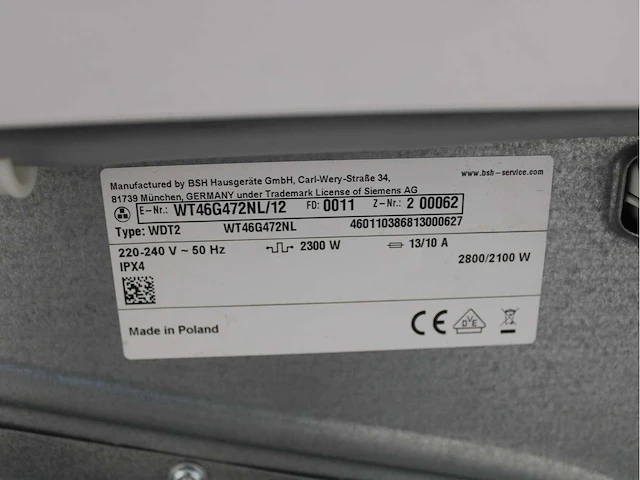 Manufactured by BSH Hausgeräte GmbH, Carl-Wery-Straße 34,
81739 München, GERMANY under Trademark License of Siemens AG
www.bsh-service.com
E-Nr.: WT46G472NL/12 FD: 0011 Z-Nr.: 2 00062
Type: WDT2 WT46G472NL 460110386813000627
220-240 V ~ 50 Hz 2300 W 13/10 A
IPX4 2800/2100 W
Made in Poland
CE DVE